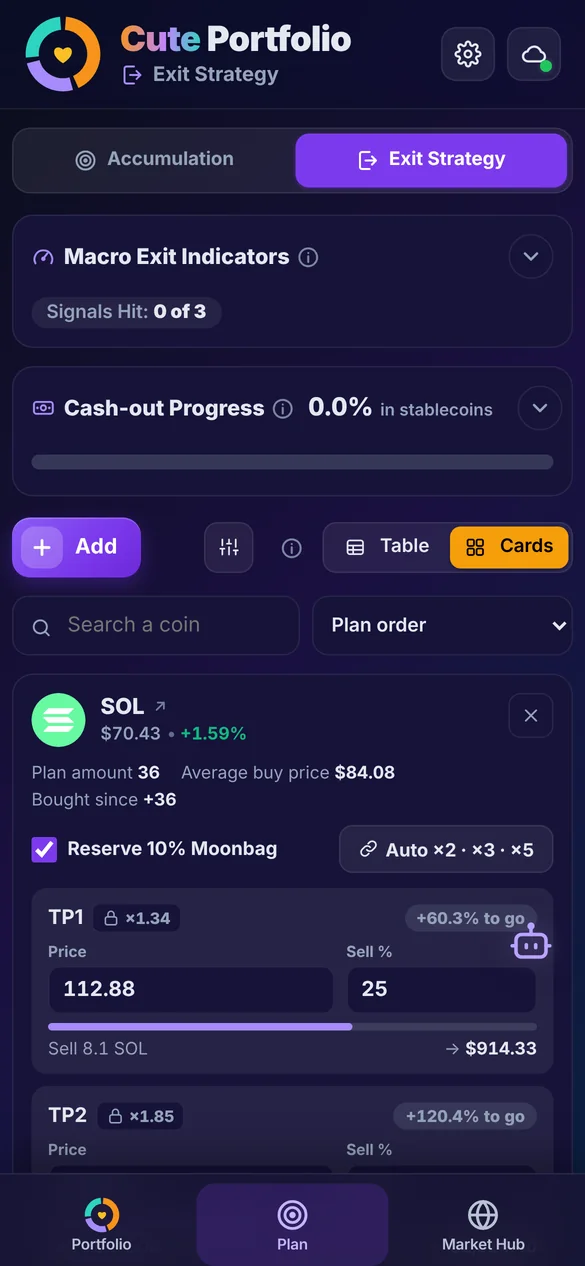 Cute Portfolio
Exit Strategy
Accumulation
Exit Strategy
Macro Exit Indicators
Signals Hit: 0 of 3
Cash-out Progress 0.0% in stablecoins
+ Add
Table
Cards
Search a coin
Plan order
SOL ↗
$70.43 • +1.59%
Plan amount 36 Average buy price $84.08
Bought since +36
Reserve 10% Moonbag
Auto ×2 · ×3 · ×5
TP1 ×1.34 +60.3% to go
Price Sell %
112.88 25
Sell 8.1 SOL → $914.33
TP2 ×1.85 +120.4% to go
Price Sell %
Portfolio Plan Market Hub